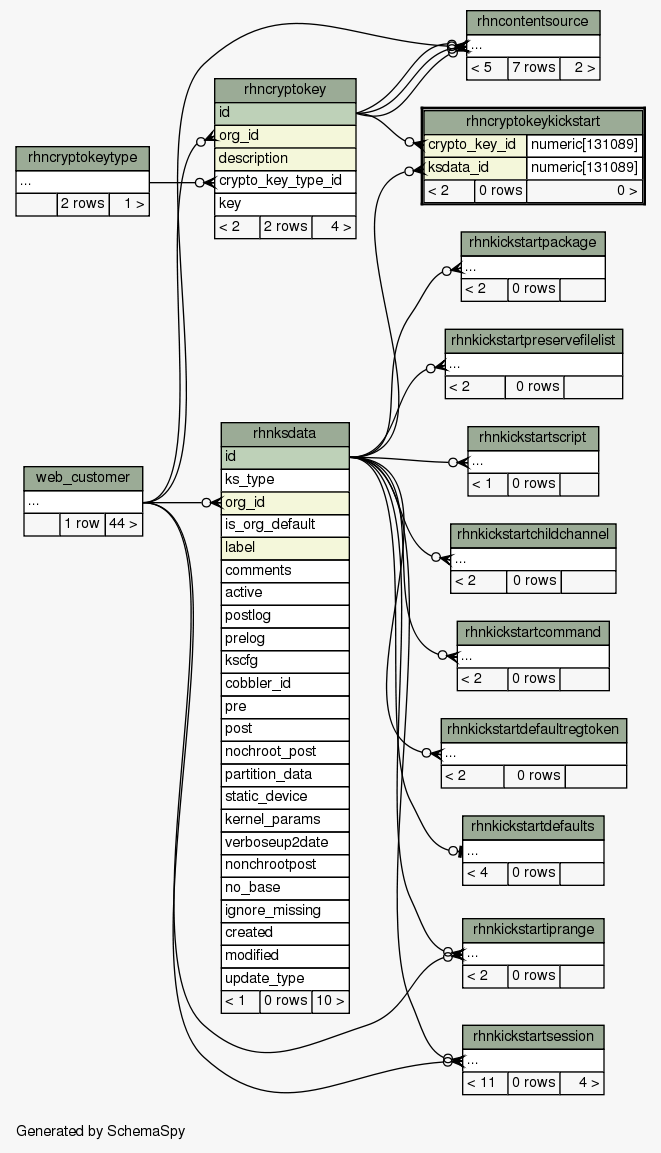 rhncontentsource
...
< 5 7 rows 2 >
rhncryptokey
id
org_id
description
crypto_key_type_id
key
< 2 2 rows 4 >
rhncryptokeykickstart
crypto_key_id numeric[131089]
ksdata_id numeric[131089]
< 2 0 rows 0 >
rhncryptokeytype
...
2 rows 1 >
rhnkickstartpackage
...
< 2 0 rows
rhnkickstartpreservefilelist
...
< 2 0 rows
rhnksdata
id
ks_type
org_id
is_org_default
label
comments
active
postlog
prelog
kscfg
cobbler_id
pre
post
nochroot_post
partition_data
static_device
kernel_params
verboseup2date
nonchrootpost
no_base
ignore_missing
created
modified
update_type
< 1 0 rows 10 >
web_customer
...
1 row 44 >
rhnkickstartscript
...
< 1 0 rows
rhnkickstartchildchannel
...
< 2 0 rows
rhnkickstartcommand
...
< 2 0 rows
rhnkickstartdefaultregtoken
...
< 2 0 rows
rhnkickstartdefaults
...
< 4 0 rows
rhnkickstartiprange
...
< 2 0 rows
rhnkickstartsession
...
< 11 0 rows 4 >
Generated by SchemaSpy